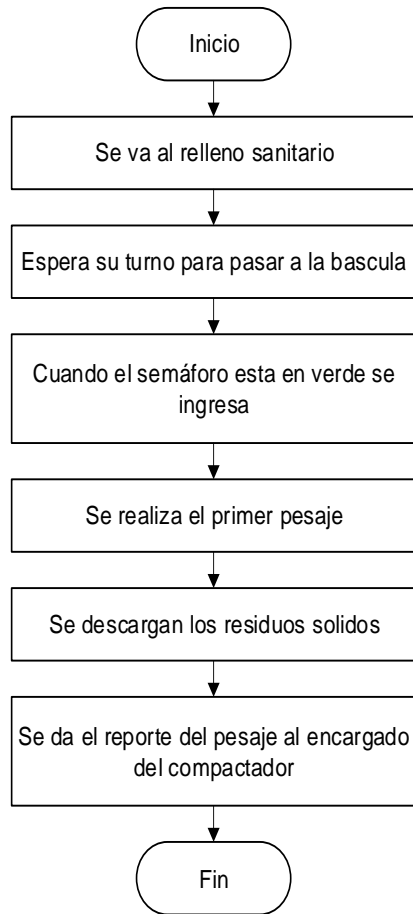 Inicio
Se va al relleno sanitario
Espera su turno para pasar a la bascula
Cuando el semáforo esta en verde se
ingresa
Se realiza el primer pesaje
Se descargan los residuos solidos
Se da el reporte del pesaje al encargado
del compactador
Fin